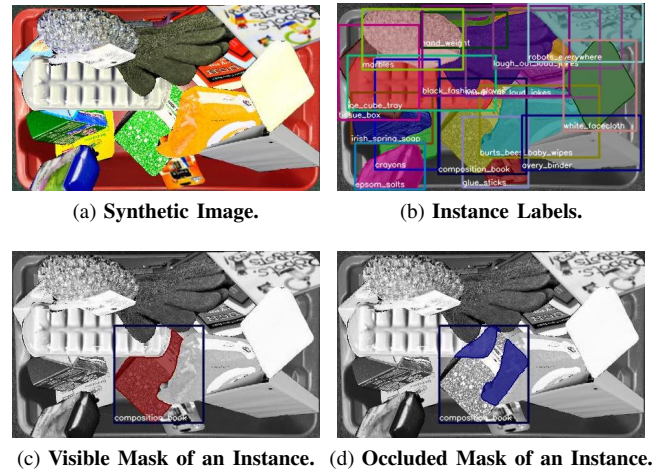 (a) Synthetic Image.
hand_weight
robots_everywhere
marbles
laugh_out_loud_jokes
black_fashion_gloves
ice_cube_tray
tissue_box
white_facecloth
irish_spring_soap
burts_bees_baby_wipes
crayons
composition_book
avery_binder
epsom_salts
glue_sticks
(b) Instance Labels.
composition_book
(c) Visible Mask of an Instance.
composition_book
(d) Occluded Mask of an Instance.